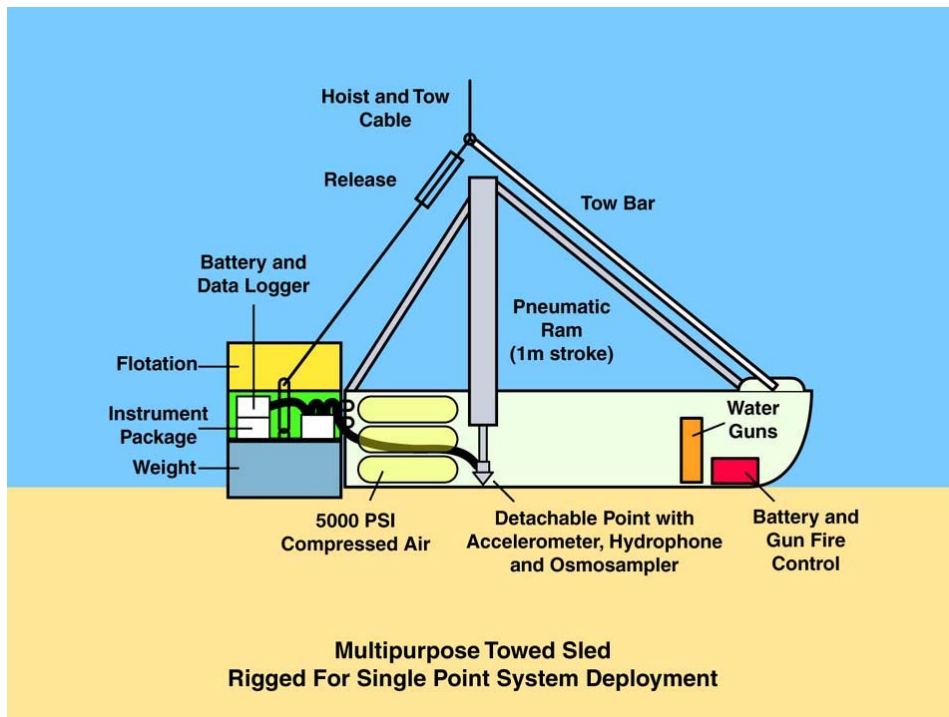 Hoist and Tow
Cable
Release
Tow Bar
Battery and
Data Logger
Pneumatic
Ram
(1m stroke)
Flotation
Instrument
Package
Weight
Water
Guns
5000 PSI
Compressed Air
Detachable Point with
Accelerometer, Hydrophone
and Osmosampler
Battery and
Gun Fire
Control
Multipurpose Towed Sled
Rigged For Single Point System Deployment